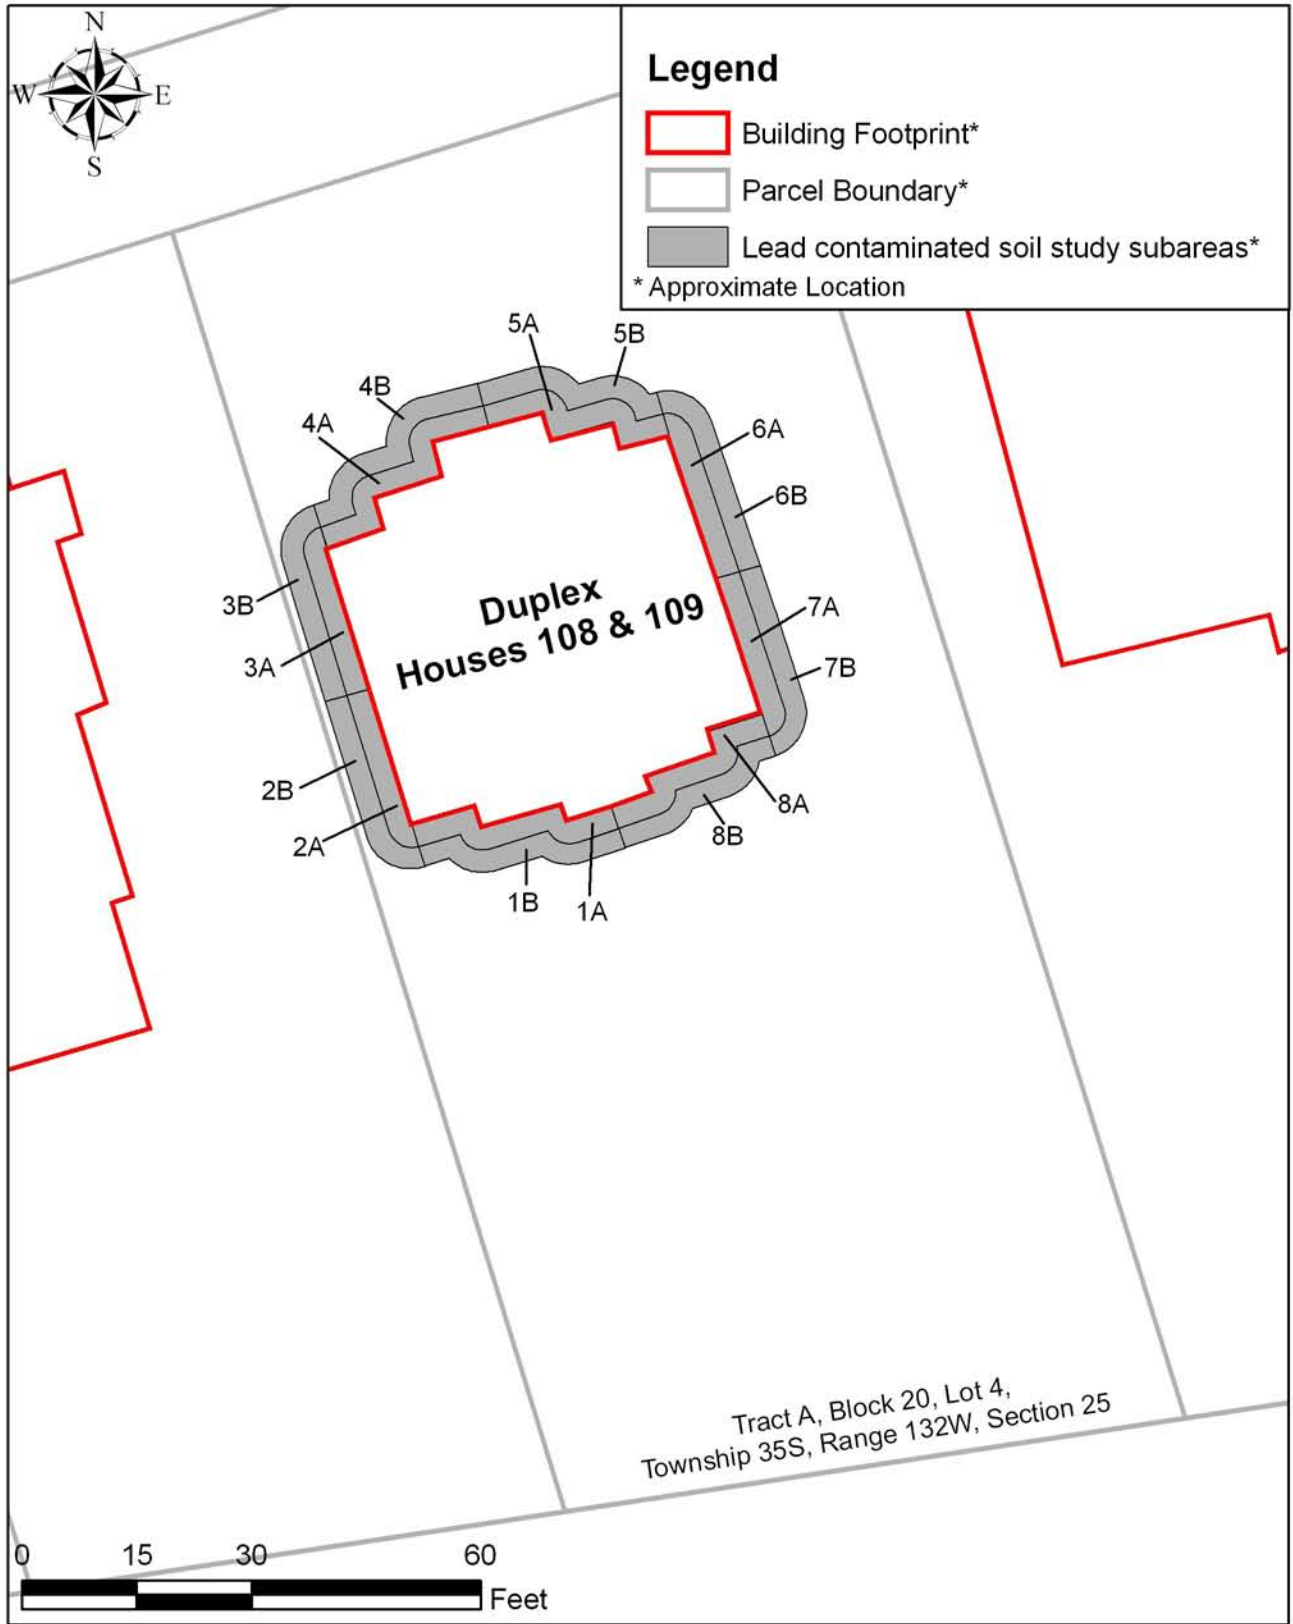 N
W E
S
Legend
Building Footprint*
Parcel Boundary*
Lead contaminated soil study subareas*
* Approximate Location
5A
5B
4B
4A
6A
6B
3B
3A
7A
7B
Duplex
Houses 108 & 109
2B
2A
8A
8B
1B
1A
Tract A, Block 20, Lot 4,
Township 35S, Range 132W, Section 25
0 15 30 60
Feet